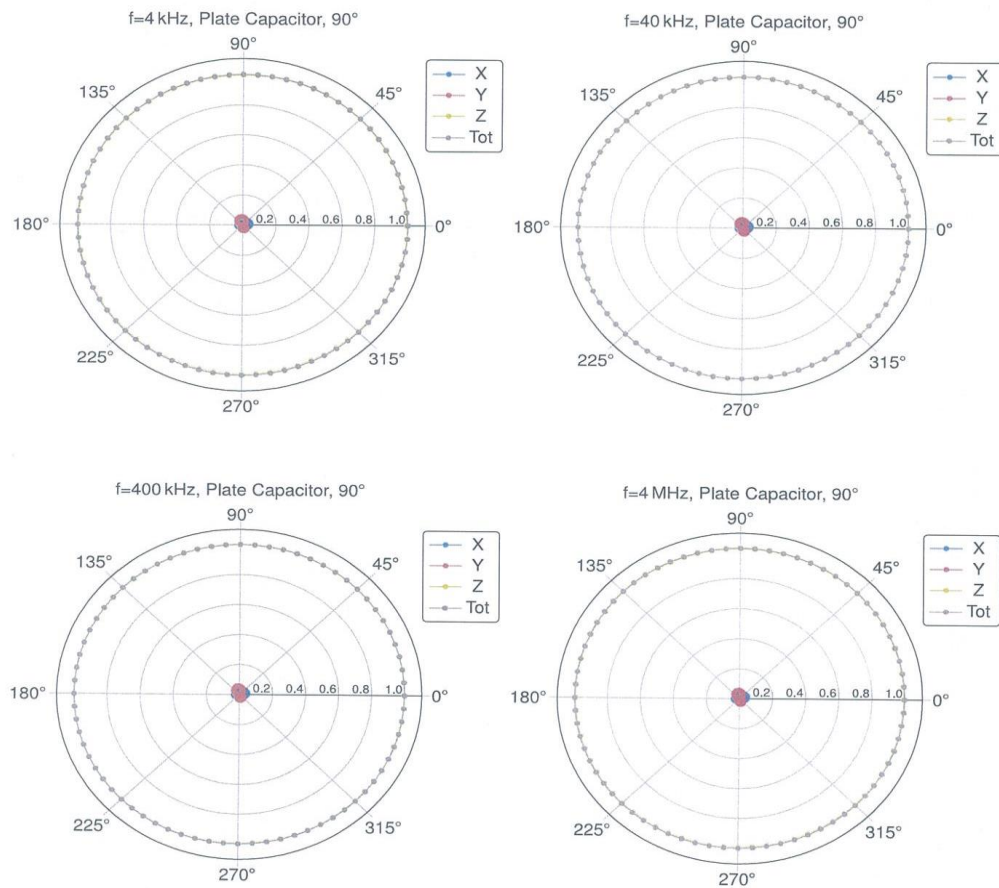 f=4 kHz, Plate Capacitor, 90°
90°
135°
45°
180°
0.2 0.4 0.6 0.8 1.0
0°
225°
315°
270°
X
Y
Z
Tot
f=40 kHz, Plate Capacitor, 90°
90°
135°
45°
180°
0.2 0.4 0.6 0.8 1.0
0°
225°
315°
270°
X
Y
Z
Tot
f=400 kHz, Plate Capacitor, 90°
90°
135°
45°
180°
0.2 0.4 0.6 0.8 1.0
0°
225°
315°
270°
X
Y
Z
Tot
f=4 MHz, Plate Capacitor, 90°
90°
135°
45°
180°
0.2 0.4 0.6 0.8 1.0
0°
225°
315°
270°
X
Y
Z
Tot